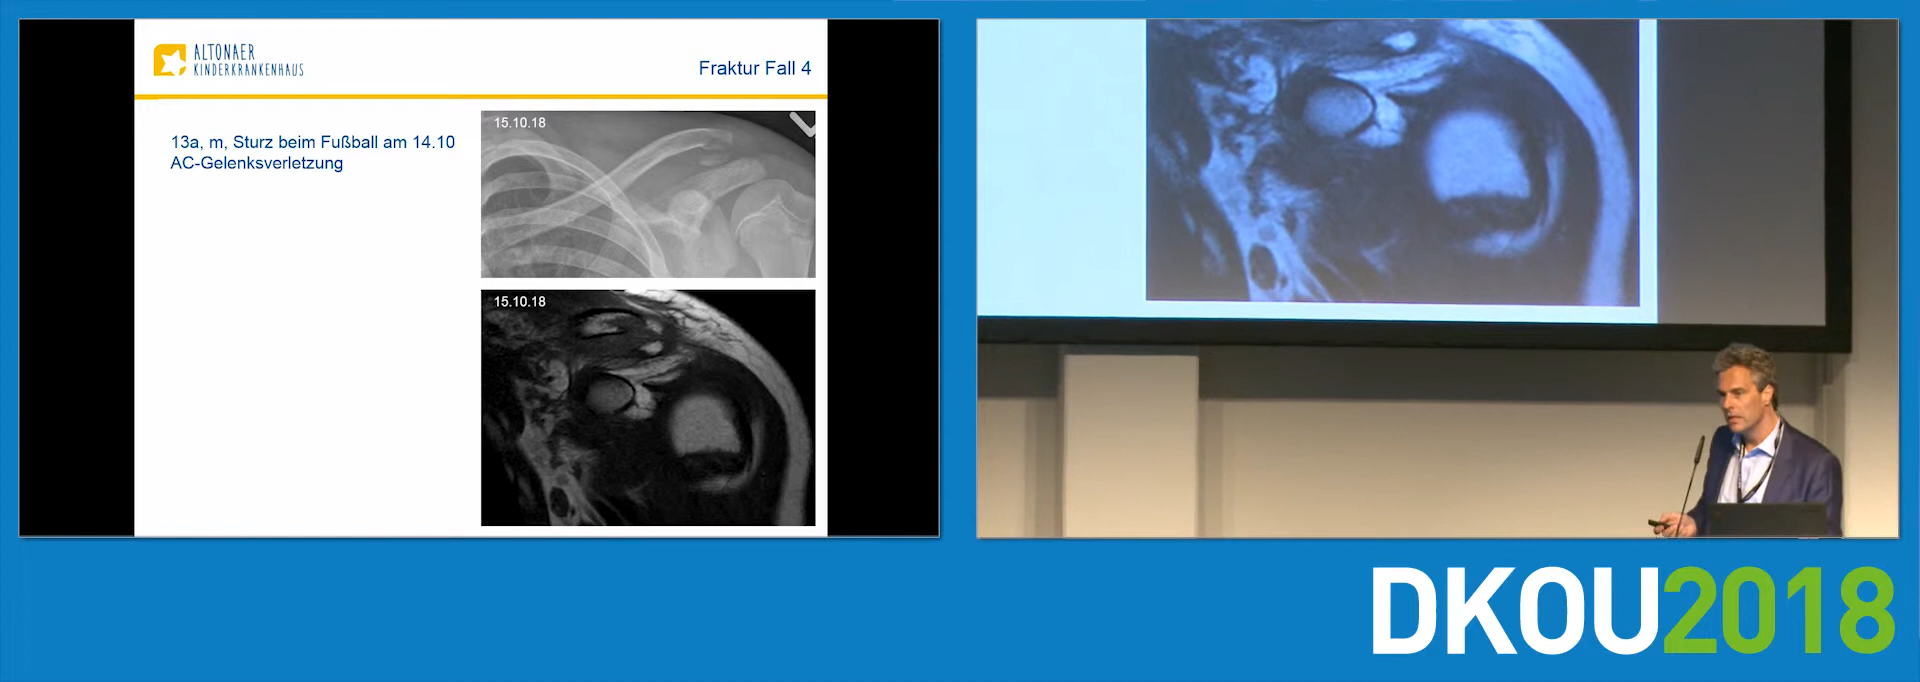 ALTONAER
KINDERKRANKENHAUS
Fraktur Fall 4
13a, m, Sturz beim Fußball am 14.10
AC-Gelenksverletzung
15.10.18
15.10.18
DKOU2018